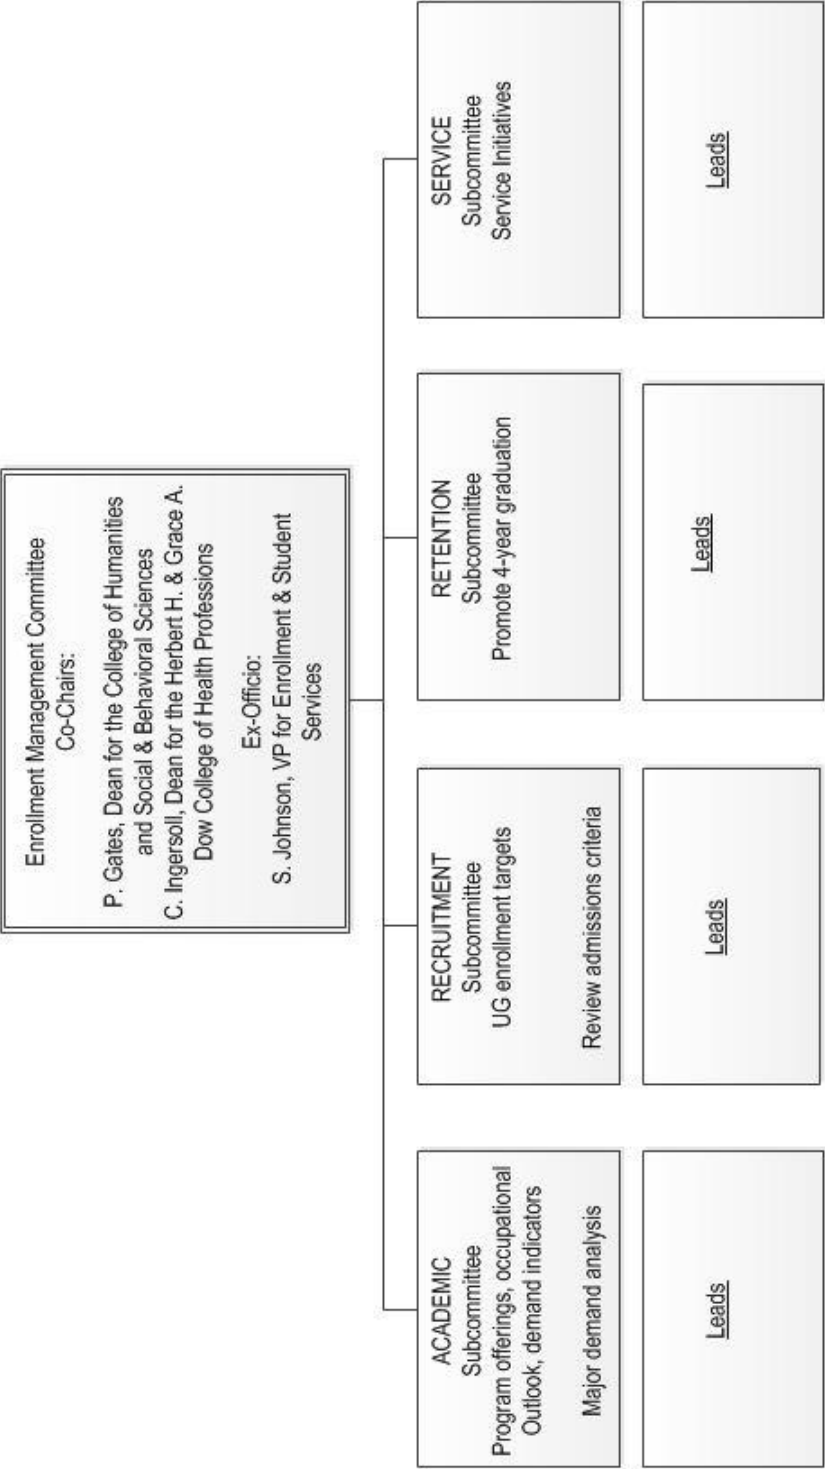 Enrollment Management Committee
Co-Chairs:
P. Gates, Dean for the College of Humanities
and Social & Behavioral Sciences
C. Ingersoll, Dean for the Herbert H. & Grace A.
Dow College of Health Professions
Ex-Officio:
S. Johnson, VP for Enrollment & Student
Services
ACADEMIC
Subcommittee
Program offerings, occupational
Outlook, demand indicators
Major demand analysis
Leads
RECRUITMENT
Subcommittee
UG enrollment targets
Review admissions criteria
Leads
RETENTION
Subcommittee
Promote 4-year graduation
Leads
SERVICE
Subcommittee
Service Initiatives
Leads